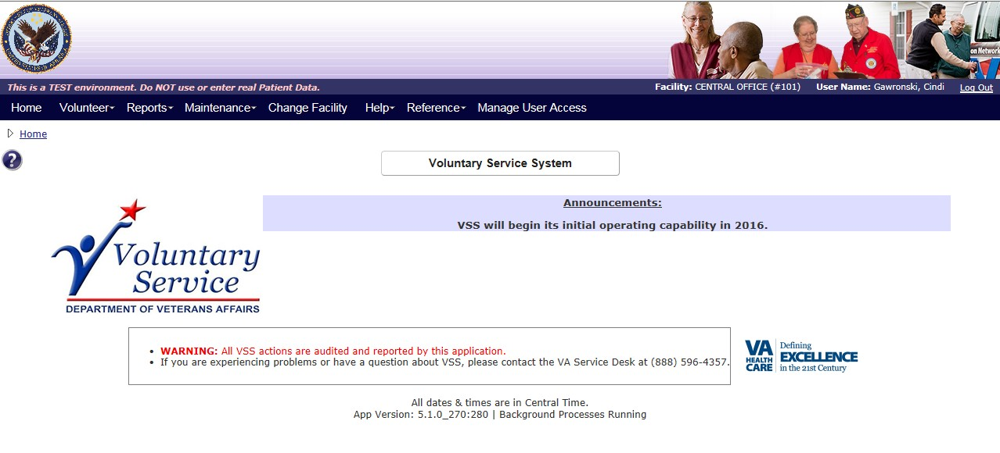 This is a TEST environment. Do NOT use or enter real Patient Data.
Facility: CENTRAL OFFICE (#101) User Name: Gawronski, Cindi Log Out
Home Volunteer Reports Maintenance Change Facility Help Reference Manage User Access
Home
?
Voluntary Service System
Announcements:
VSS will begin its initial operating capability in 2016.
Voluntary
Service
DEPARTMENT OF VETERANS AFFAIRS
• WARNING: All VSS actions are audited and reported by this application.
• If you are experiencing problems or have a question about VSS, please contact the VA Service Desk at (888) 596-4357.
VA
HEALTH
CARE
Defining
EXCELLENCE
in the 21st Century
All dates & times are in Central Time.
App Version: 5.1.0_270:280 | Background Processes Running